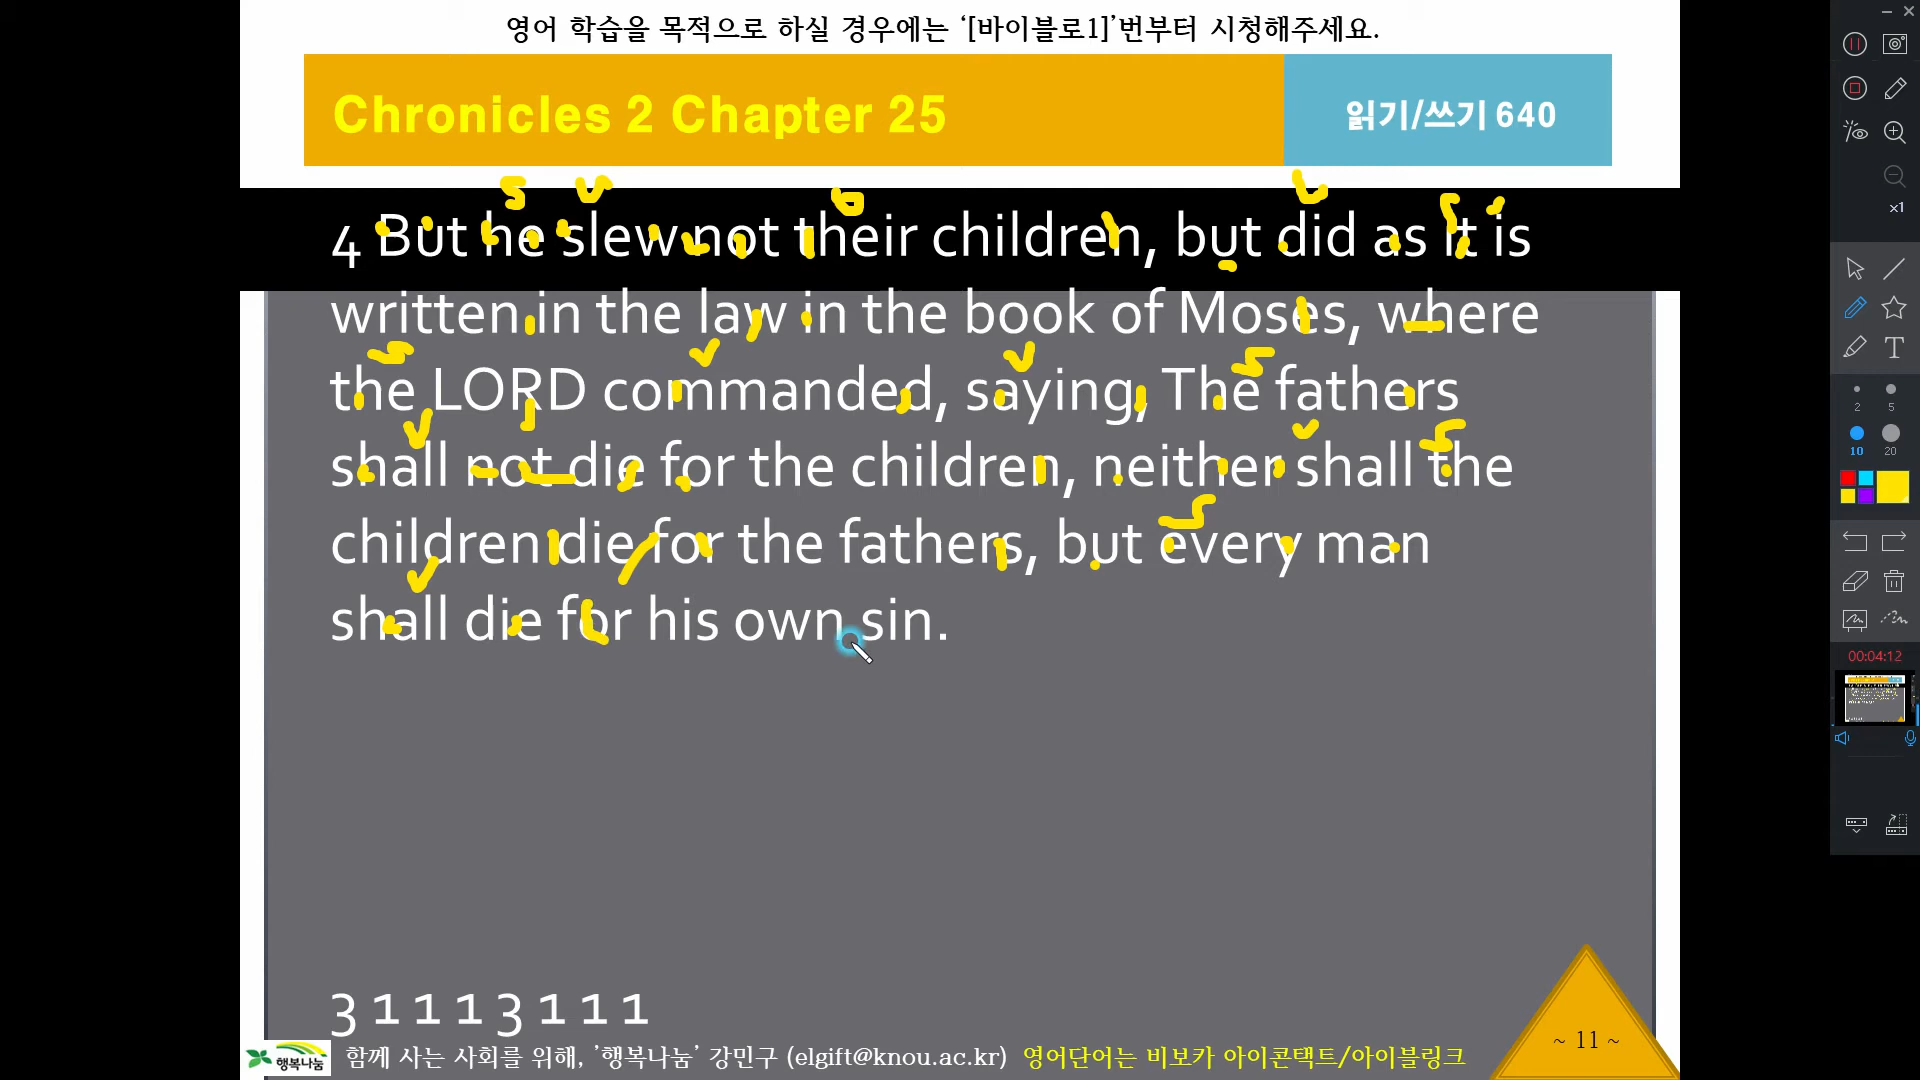 영어 학습을 목적으로 하실 경우에는 ‘[바이블로1]’번부터 시청해주세요.
Chronicles 2 Chapter 25
읽기/쓰기 640
4 But he slew not their children, but did as it is
written in the law in the book of Moses, where
the LORD commanded, saying, The fathers
shall not die for the children, neither shall the
children die for the fathers, but every man
shall die for his own sin.
3 1 1 1 3 1 1 1
행복나눔 함께 사는 사회를 위해, ’행복나눔’ 강민구 (elgift@knou.ac.kr) 영어단어는 비보카 아이콘택트/아이블링크
~ 11 ~
x1
2 5
10 20
00:04:12